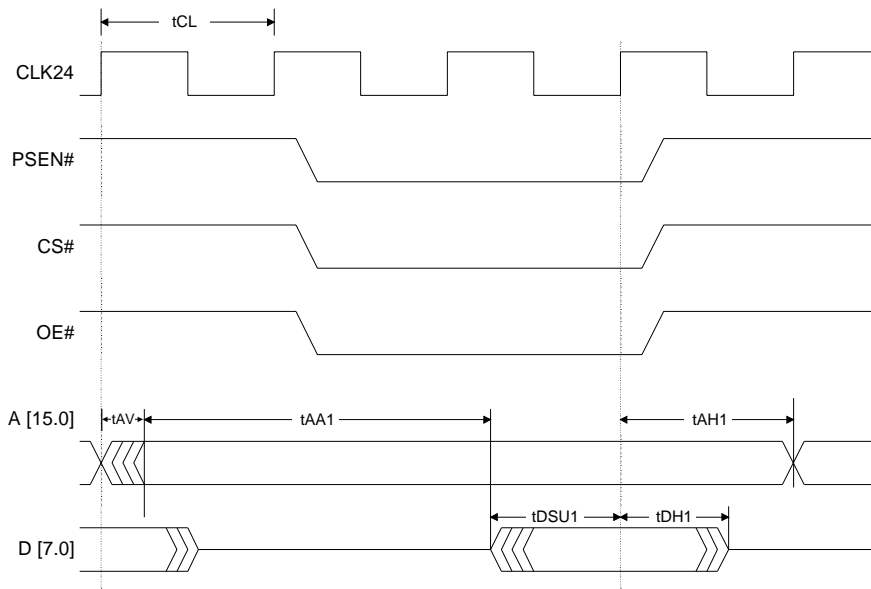 tCL
CLK24
PSEN#
CS#
OE#
A [15.0]
tAV
tAA1
tAH1
tDSU1
tDH1
D [7.0]